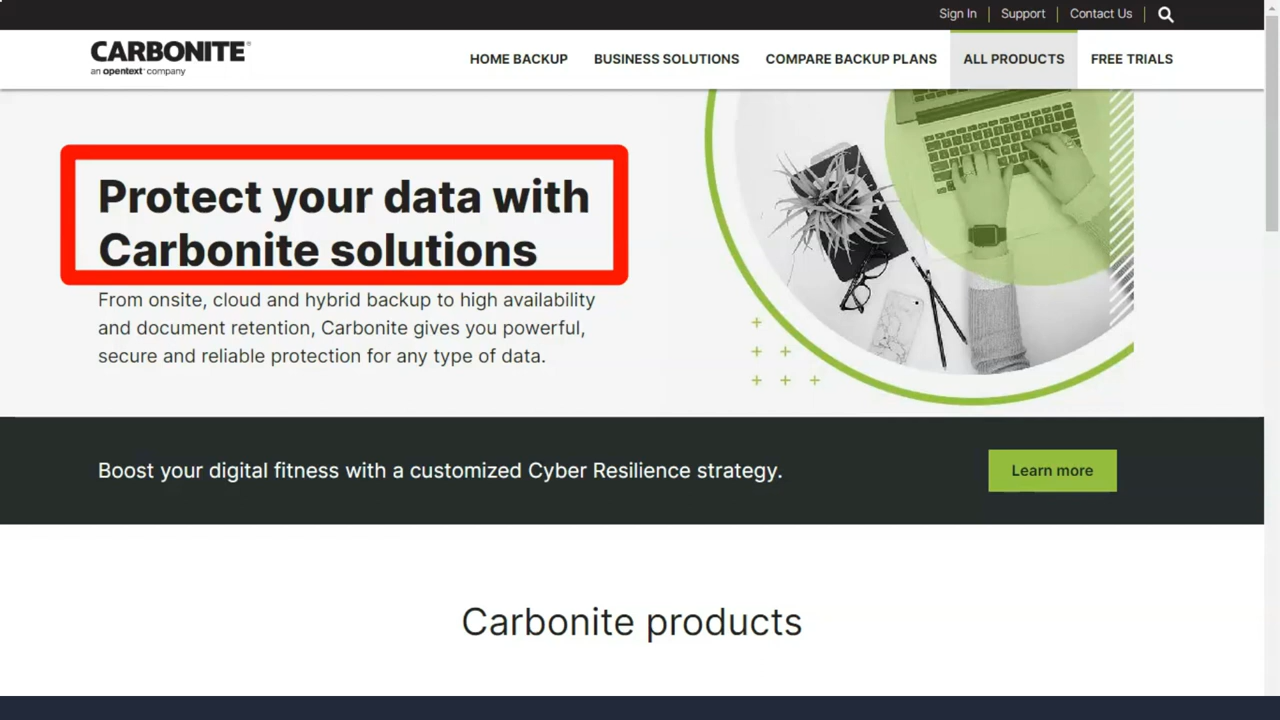 Sign In
Support
Contact Us
CARBONITE®
an opentext™ company
HOME BACKUP
BUSINESS SOLUTIONS
COMPARE BACKUP PLANS
ALL PRODUCTS
FREE TRIALS
Protect your data with
Carbonite solutions
From onsite, cloud and hybrid backup to high availability
and document retention, Carbonite gives you powerful,
secure and reliable protection for any type of data.
Boost your digital fitness with a customized Cyber Resilience strategy.
Learn more
Carbonite products